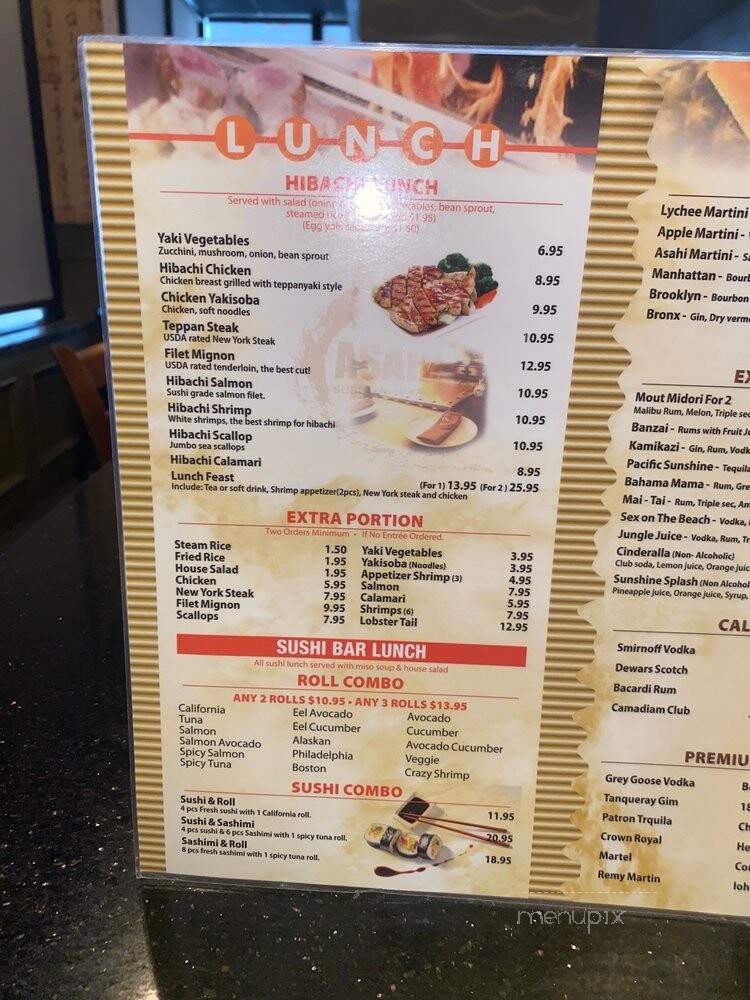 LUNCH
HIBACHI LUNCH
Served with salad bean sprout,
steamed
(Egg
Yaki Vegetables 6.95
Zucchini, mushroom, onion, bean sprout
Hibachi Chicken 8.95
Chicken breast grilled with teppanyaki style
Chicken Yakisoba 9.95
Chicken, soft noodles
Teppan Steak 10.95
USDA rated New York Steak
Filet Mignon 12.95
USDA rated tenderloin, the best cut!
Hibachi Salmon 10.95
Sushi grade salmon filet.
Hibachi Shrimp 10.95
White shrimps, the best shrimp for hibachi
Hibachi Scallop 10.95
Jumbo sea scallops
Hibachi Calamari 8.95
Lunch Feast (For 1) 13.95 (For 2) 25.95
Include: Tea or soft drink, Shrimp appetizer(2pcs), New York steak and chicken
EXTRA PORTION
Two Orders Minimum • If No Entrée Ordered.
Steam Rice 1.50
Fried Rice 1.95
House Salad 1.95
Chicken 5.95
New York Steak 7.95
Filet Mignon 9.95
Scallops 7.95
Yaki Vegetables 3.95
Yakisoba (Noodles) 3.95
Appetizer Shrimp (3) 4.95
Salmon 7.95
Calamari 5.95
Shrimps (6) 7.95
Lobster Tail 12.95
SUSHI BAR LUNCH
All sushi lunch served with miso soup & house salad
ROLL COMBO
ANY 2 ROLLS $10.95 • ANY 3 ROLLS $13.95
California
Tuna
Salmon
Salmon Avocado
Spicy Salmon
Spicy Tuna
Eel Avocado
Eel Cucumber
Alaskan
Philadelphia
Boston
Avocado
Cucumber
Avocado Cucumber
Veggie
Crazy Shrimp
SUSHI COMBO
Sushi & Roll 11.95
4 pcs Fresh sushi with 1 California roll.
Sushi & Sashimi 20.95
4 pcs sushi & 6 pcs Sashimi with 1 spicy tuna roll.
Sashimi & Roll 18.95
8 pcs fresh sashimi with 1 spicy tuna roll.
Lychee Martini
Apple Martini -
Asahi Martini -
Manhattan -
Brooklyn - Bourbon
Bronx - Gin, Dry
Mout Midori For 2
Malibu Rum, Melon, Triple sec
Banzai - Rums with Fruit
Kamikazi - Gin, Rum,
Pacific Sunshine - Tequila
Bahama Mama - Rum,
Mai - Tai - Rum, Triple sec,
Sex on The Beach - Vodka,
Jungle Juice - Vodka, Rum,
Cinderalla (Non- Alcoholic)
Club soda, Lemon juice, Orange juice
Sunshine Splash (Non
Pineapple juice, Orange juice, Syrup,
Smirnoff Vodka
Dewars Scotch
Bacardi Rum
Camadiam Club
Grey Goose Vodka
Tanqueray Gim
Patron Trquila
Crown Royal
Martel
Remy Martin
menupix